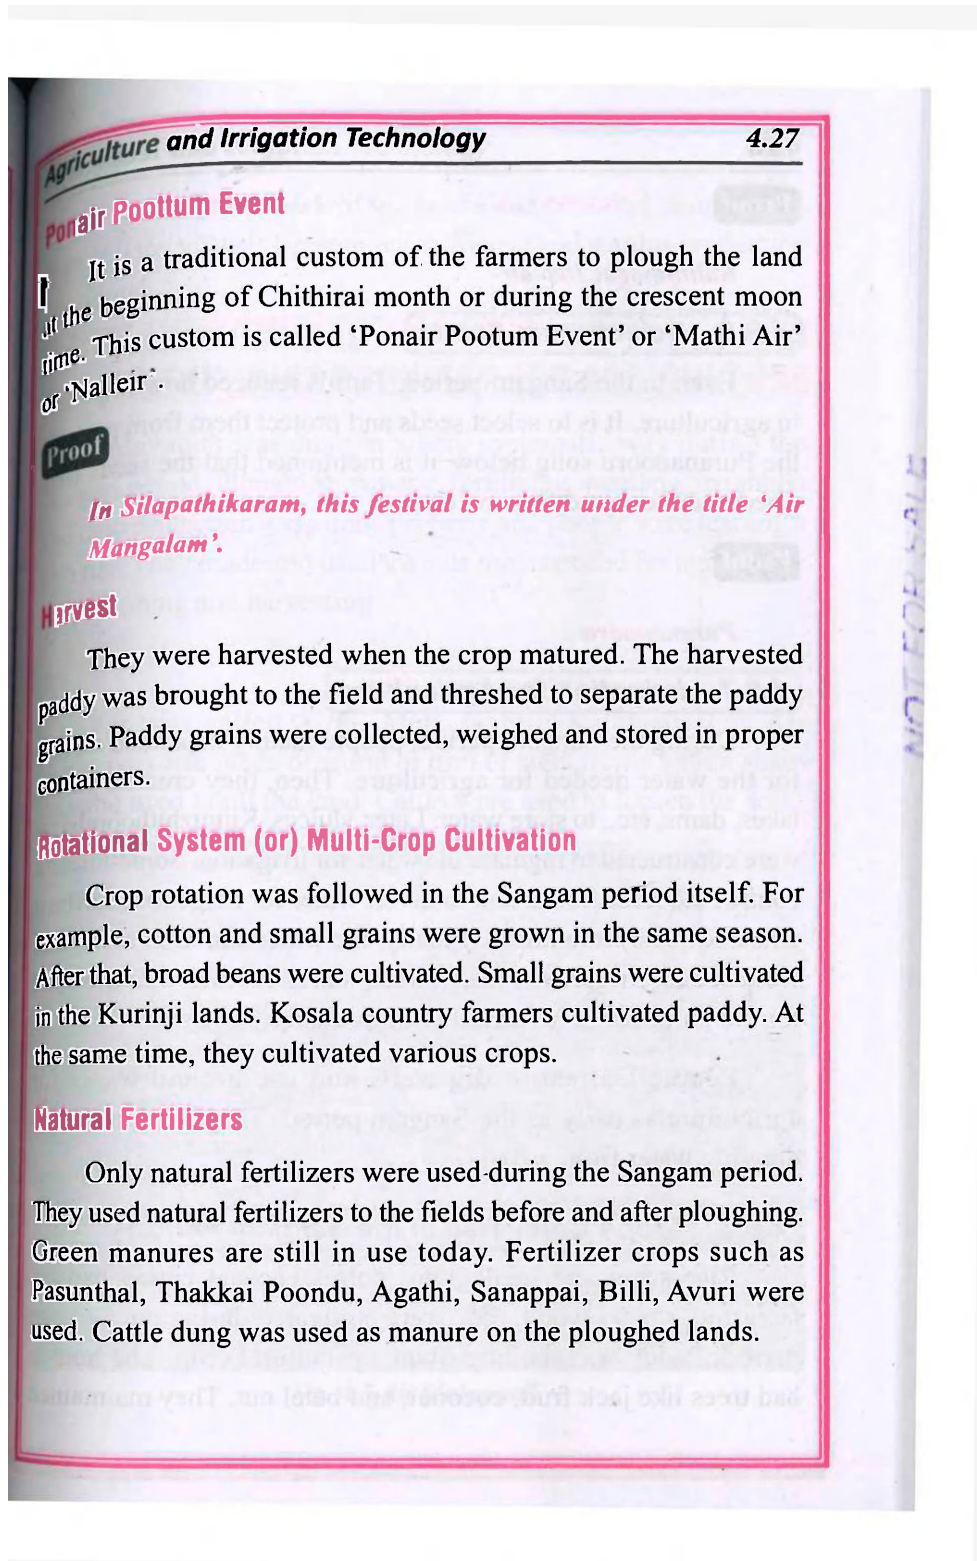 Agriculture and Irrigation Technology 4.27
Ponair Poottum Event
It is a traditional custom of the farmers to plough the land
at the beginning of Chithirai month or during the crescent moon
time. This custom is called ‘Ponair Pootum Event’ or ‘Mathi Air’
or ‘Nalleir’.
Proof
In Silapathikaram, this festival is written under the title ‘Air
Mangalam’.
Harvest
They were harvested when the crop matured. The harvested
paddy was brought to the field and threshed to separate the paddy
grains. Paddy grains were collected, weighed and stored in proper
containers.
Rotational System (or) Multi-Crop Cultivation
Crop rotation was followed in the Sangam period itself. For
example, cotton and small grains were grown in the same season.
After that, broad beans were cultivated. Small grains were cultivated
in the Kurinji lands. Kosala country farmers cultivated paddy. At
the same time, they cultivated various crops.
Natural Fertilizers
Only natural fertilizers were used during the Sangam period.
They used natural fertilizers to the fields before and after ploughing.
Green manures are still in use today. Fertilizer crops such as
Pasunthal, Thakkai Poondu, Agathi, Sanappai, Billi, Avuri were
used. Cattle dung was used as manure on the ploughed lands.
NOT FOR SALE